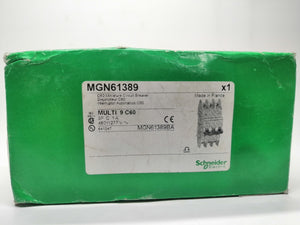 MGN61389
x1
C60 Miniature Circuit Breaker
Disjoncteur C60
Interruptor Automatico C60
Made in France
MULTI 9 C60
MGN61389BA
Schneider
Electric